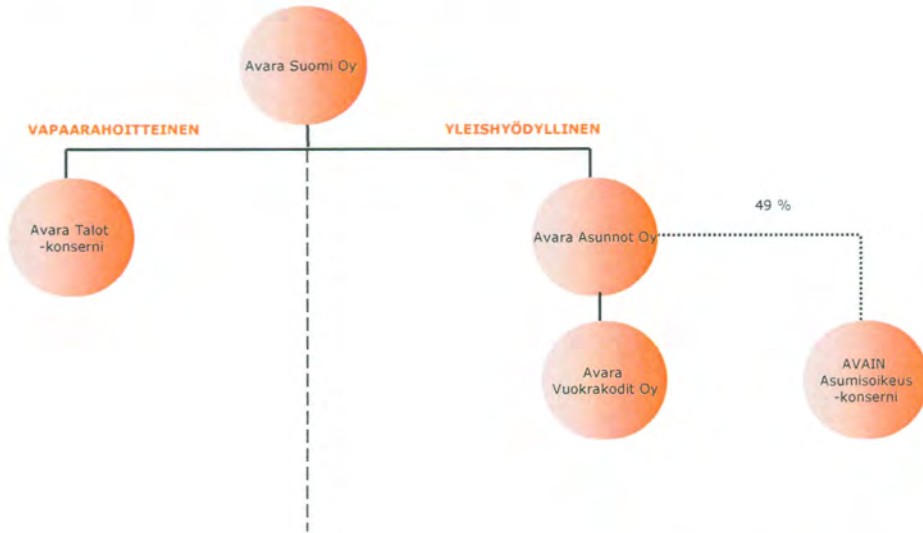 Avara Suomi Oy
VAPAARAHOITTEINEN
YLEISHYÖDYLLINEN
Avara Talot
-konserni
Avara Asunnot Oy
49 %
Avara
Vuokrakodit Oy
AVAIN
Asumisoikeus
-konserni